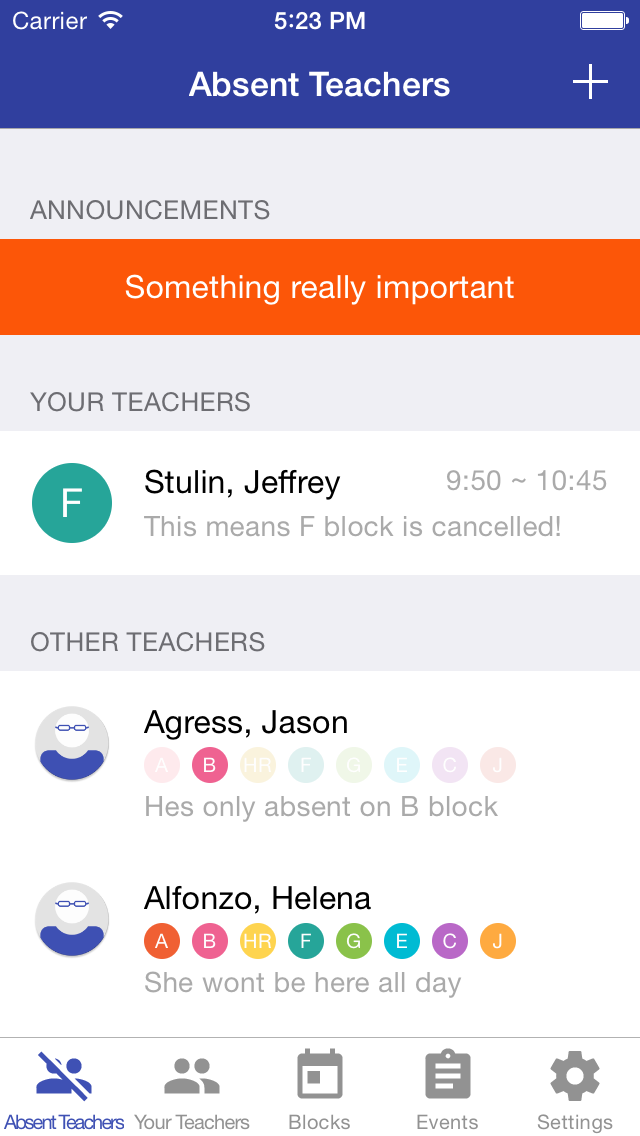 Carrier 5:23 PM
Absent Teachers
ANNOUNCEMENTS
Something really important
YOUR TEACHERS
F Stulin, Jeffrey 9:50 ~ 10:45
This means F block is cancelled!
OTHER TEACHERS
Agress, Jason
A B HR F G E C J
Hes only absent on B block
Alfonzo, Helena
A B HR F G E C J
She wont be here all day
Absent Teachers Your Teachers Blocks Events Settings